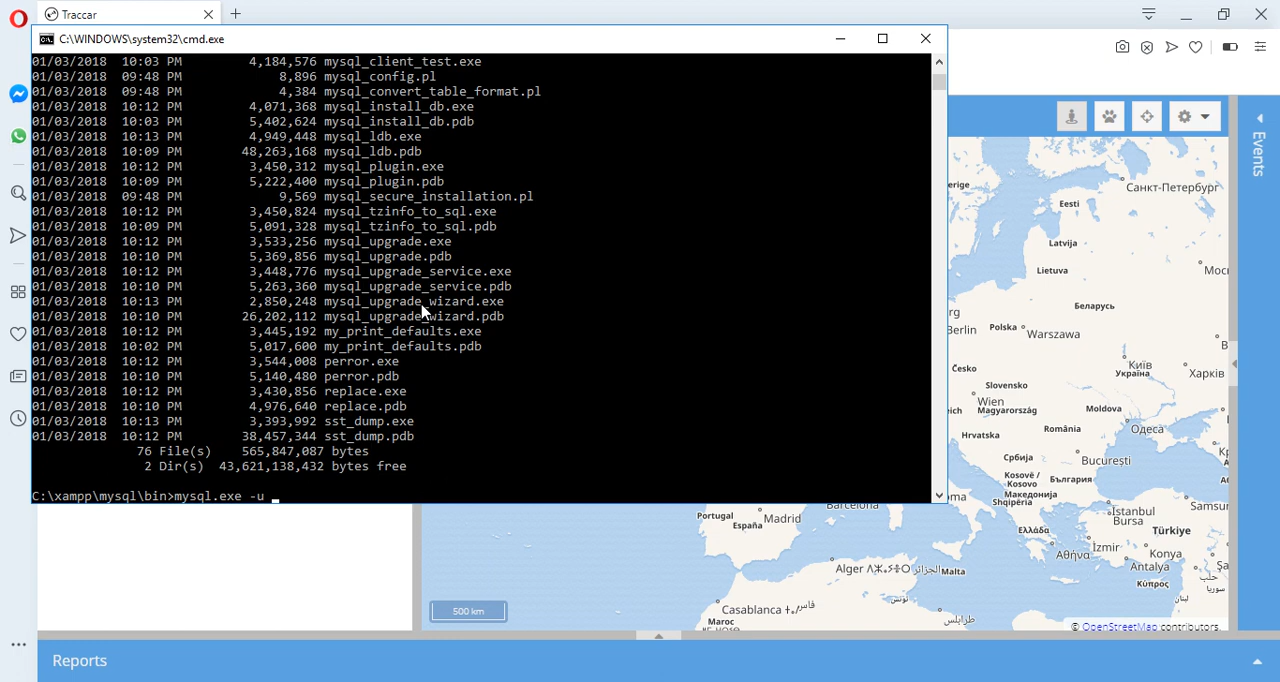 Traccar
C:\WINDOWS\system32\cmd.exe
01/03/2018 10:03 PM 4,184,576 mysql_client_test.exe
01/03/2018 09:48 PM 8,896 mysql_config.pl
01/03/2018 09:48 PM 4,384 mysql_convert_table_format.pl
01/03/2018 10:12 PM 4,071,368 mysql_install_db.exe
01/03/2018 10:03 PM 5,402,624 mysql_install_db.pdb
01/03/2018 10:13 PM 4,949,448 mysql_ldb.exe
01/03/2018 10:09 PM 48,263,168 mysql_ldb.pdb
01/03/2018 10:12 PM 3,450,312 mysql_plugin.exe
01/03/2018 10:09 PM 5,222,400 mysql_plugin.pdb
01/03/2018 09:48 PM 9,569 mysql_secure_installation.pl
01/03/2018 10:12 PM 3,450,824 mysql_tzinfo_to_sql.exe
01/03/2018 10:09 PM 5,091,328 mysql_tzinfo_to_sql.pdb
01/03/2018 10:12 PM 3,533,256 mysql_upgrade.exe
01/03/2018 10:10 PM 5,369,856 mysql_upgrade.pdb
01/03/2018 10:12 PM 3,448,776 mysql_upgrade_service.exe
01/03/2018 10:10 PM 5,263,360 mysql_upgrade_service.pdb
01/03/2018 10:13 PM 2,850,248 mysql_upgrade_wizard.exe
01/03/2018 10:10 PM 26,202,112 mysql_upgrade_wizard.pdb
01/03/2018 10:12 PM 3,445,192 my_print_defaults.exe
01/03/2018 10:02 PM 5,017,600 my_print_defaults.pdb
01/03/2018 10:12 PM 3,544,008 perror.exe
01/03/2018 10:10 PM 5,140,480 perror.pdb
01/03/2018 10:12 PM 3,430,856 replace.exe
01/03/2018 10:10 PM 4,976,640 replace.pdb
01/03/2018 10:13 PM 3,393,992 sst_dump.exe
01/03/2018 10:12 PM 38,457,344 sst_dump.pdb
76 File(s) 565,847,087 bytes
2 Dir(s) 43,621,138,432 bytes free
C:\xampp\mysql\bin>mysql.exe -u
Events
Санкт-Петербург
Eesti
Latvija
Lietuva
Беларусь
Berlin
Polska
Warszawa
Česko
Київ
Україна
Харків
Slovensko
Wien
Magyarország
Moldova
Одеса
Hrvatska
România
Србија
București
Kosovë /
Kosovo
България
Македонија
Shqipëria
İstanbul
Bursa
Samsun
Türkiye
Ελλάδα
Αθήνα
İzmir
Konya
Antalya
Κύπρος
حلب
سوريا
Portugal
España
Barcelona
Madrid
Alger
الجزائر
Malta
تونس
طرابلس
Casablanca
فاس
Maroc
500 km
© OpenStreetMap contributors.
Reports